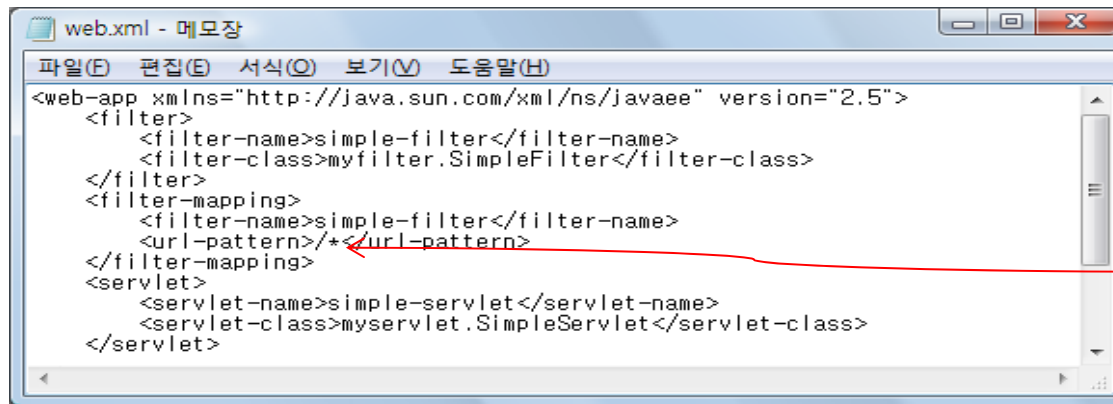 web.xml - 메모장
파일(F) 편집(E) 서식(O) 보기(V) 도움말(H)
<web-app xmlns="http://java.sun.com/xml/ns/javaee" version="2.5">
    <filter>
        <filter-name>simple-filter</filter-name>
        <filter-class>myfilter.SimpleFilter</filter-class>
    </filter>
    <filter-mapping>
        <filter-name>simple-filter</filter-name>
        <url-pattern>/*</url-pattern>
    </filter-mapping>
    <servlet>
        <servlet-name>simple-servlet</servlet-name>
        <servlet-class>myservlet.SimpleServlet</servlet-class>
    </servlet>